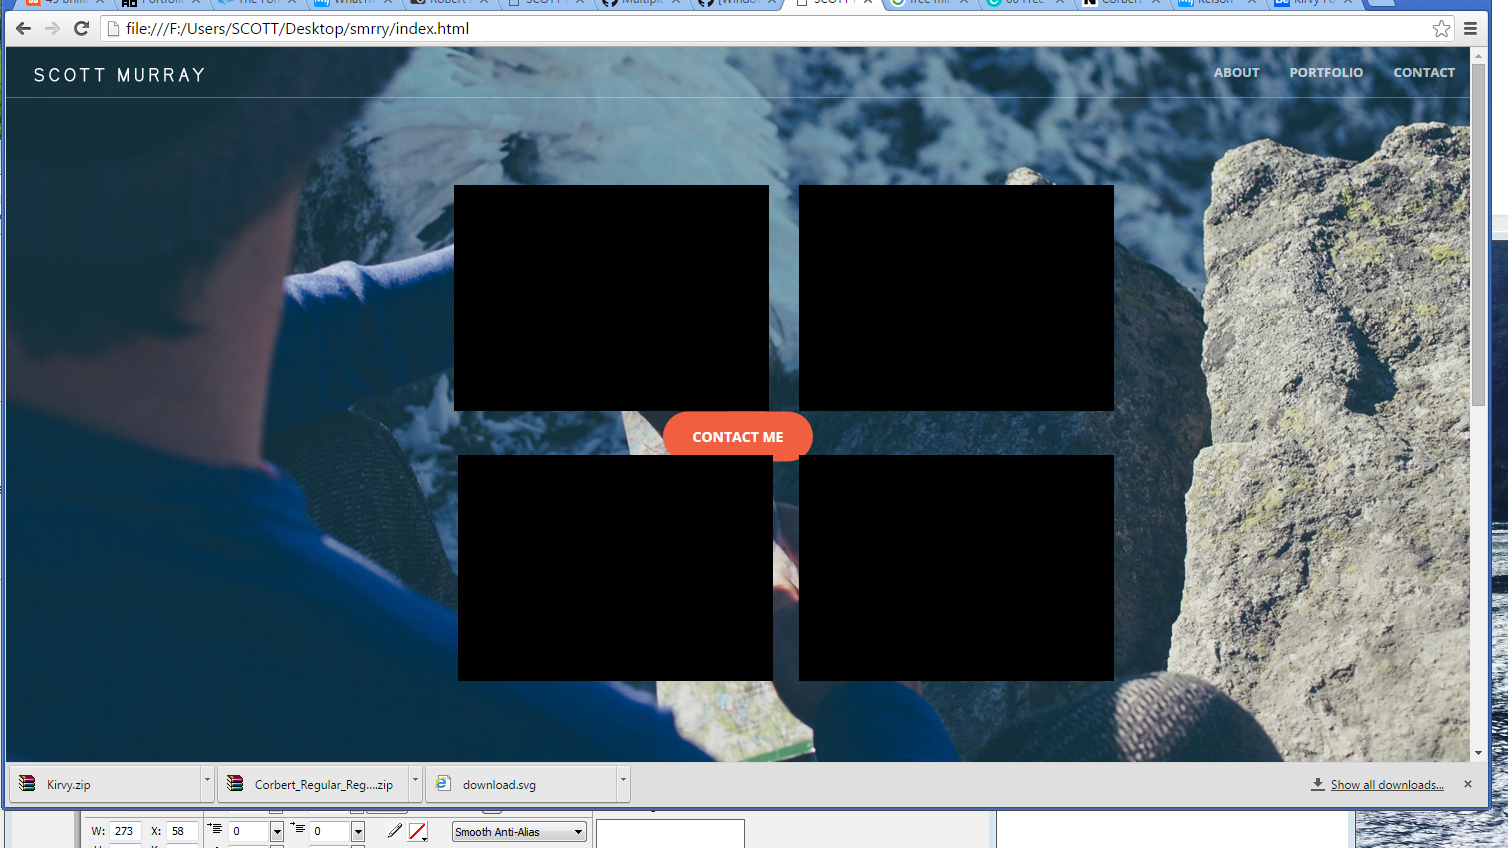 file:///F:/Users/SCOTT/Desktop/smrry/index.html
SCOTT MURRAY
ABOUT PORTFOLIO CONTACT
CONTACT ME
Kirvy.zip Corbert_Regular_Reg....zip download.svg Show all downloads...
W: 273 X: 58 0 0 Smooth Anti-Alias